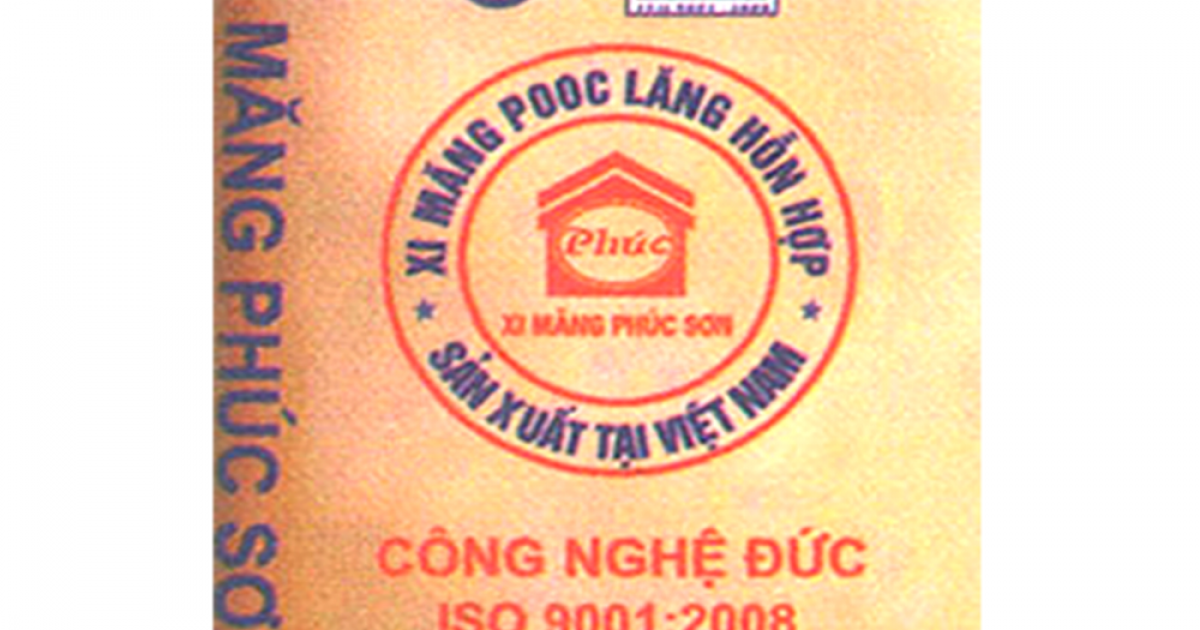 MĂNG PHÚC SƠ
XI MĂNG POOC LĂNG HỖN HỢP
Phúc
XI MĂNG PHÚC SƠN
SẢN XUẤT TẠI VIỆT NAM
CÔNG NGHỆ ĐỨC
ISO 9001:2008